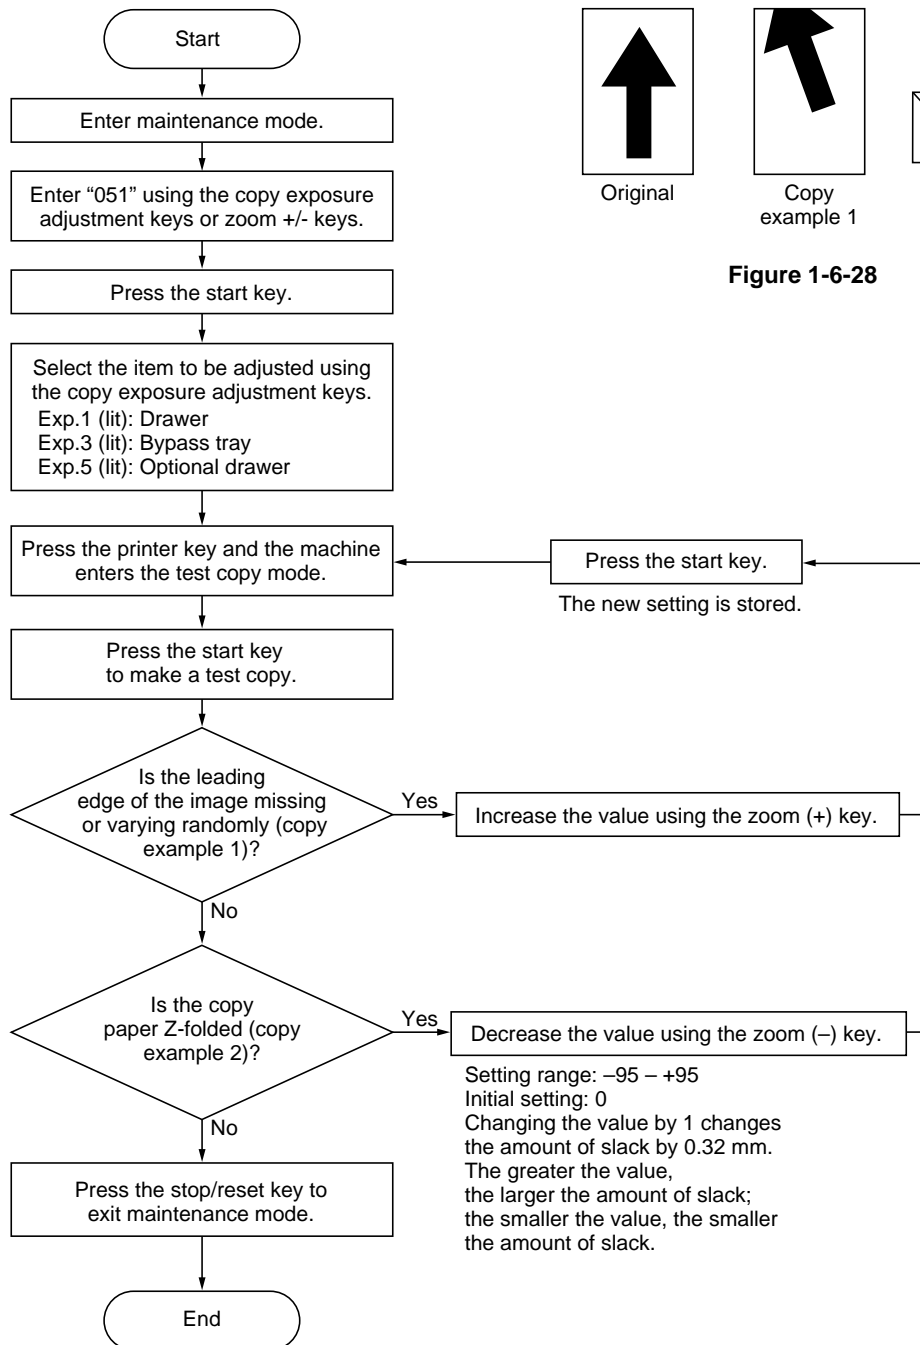 Start
Enter maintenance mode.
Enter “051” using the copy exposure
adjustment keys or zoom +/- keys.
Press the start key.
Select the item to be adjusted using
the copy exposure adjustment keys.
Exp.1 (lit): Drawer
Exp.3 (lit): Bypass tray
Exp.5 (lit): Optional drawer
Press the printer key and the machine
enters the test copy mode.
Press the start key
to make a test copy.
Is the leading
edge of the image missing
or varying randomly (copy
example 1)?
Yes
Increase the value using the zoom (+) key.
No
Is the copy
paper Z-folded (copy
example 2)?
Yes
Decrease the value using the zoom (–) key.
Setting range: –95 – +95
Initial setting: 0
Changing the value by 1 changes
the amount of slack by 0.32 mm.
The greater the value,
the larger the amount of slack;
the smaller the value, the smaller
the amount of slack.
No
Press the stop/reset key to
exit maintenance mode.
End
Press the start key.
The new setting is stored.
Original
Copy
example 1
Figure 1-6-28